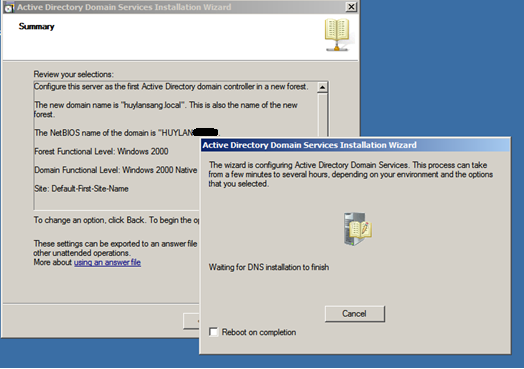 Active Directory Domain Services Installation Wizard
Summary
Review your selections:
Configure this server as the first Active Directory domain controller in a new forest.
The new domain name is "huylansang.local". This is also the name of the new
forest.
The NetBIOS name of the domain is "HUYLAN
Forest Functional Level: Windows 2000
Domain Functional Level: Windows 2000 Native
Site: Default-First-Site-Name
To change an option, click Back. To begin the op
These settings can be exported to an answer file
other unattended operations.
More about using an answer file
Active Directory Domain Services Installation Wizard
The wizard is configuring Active Directory Domain Services. This process can take
from a few minutes to several hours, depending on your environment and the options
that you selected.
Waiting for DNS installation to finish
Cancel
Reboot on completion